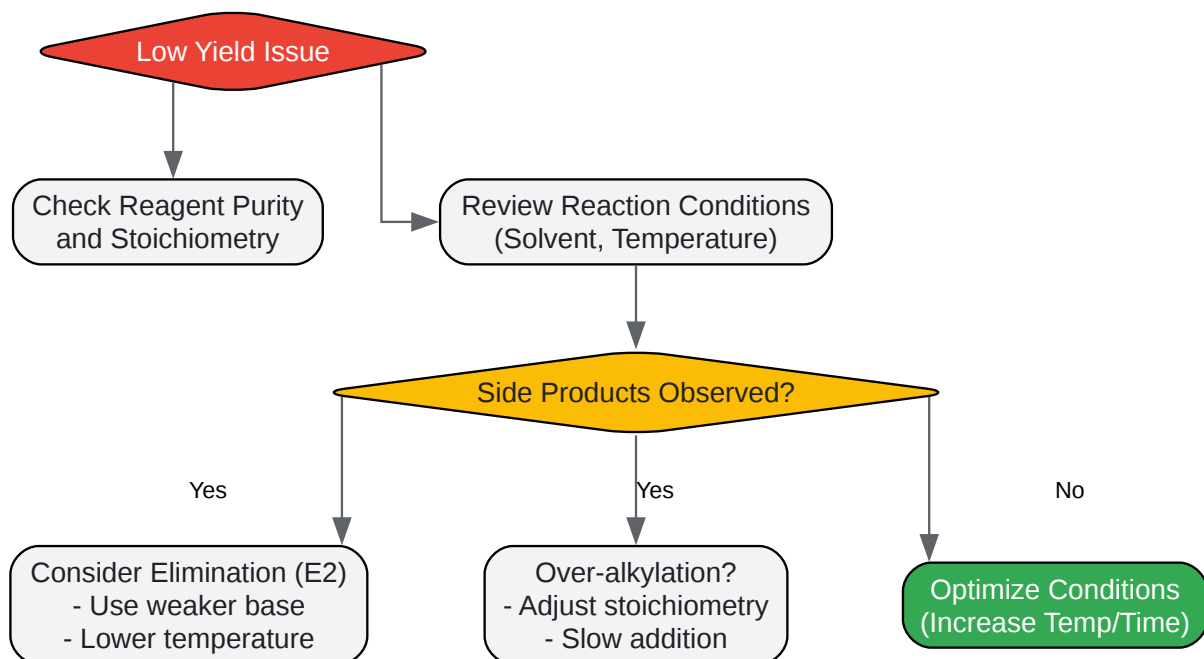 Low Yield Issue
Check Reagent Purity
and Stoichiometry
Review Reaction Conditions
(Solvent, Temperature)
Side Products Observed?
Yes
Yes
No
Consider Elimination (E2)
- Use weaker base
- Lower temperature
Over-alkylation?
- Adjust stoichiometry
- Slow addition
Optimize Conditions
(Increase Temp/Time)